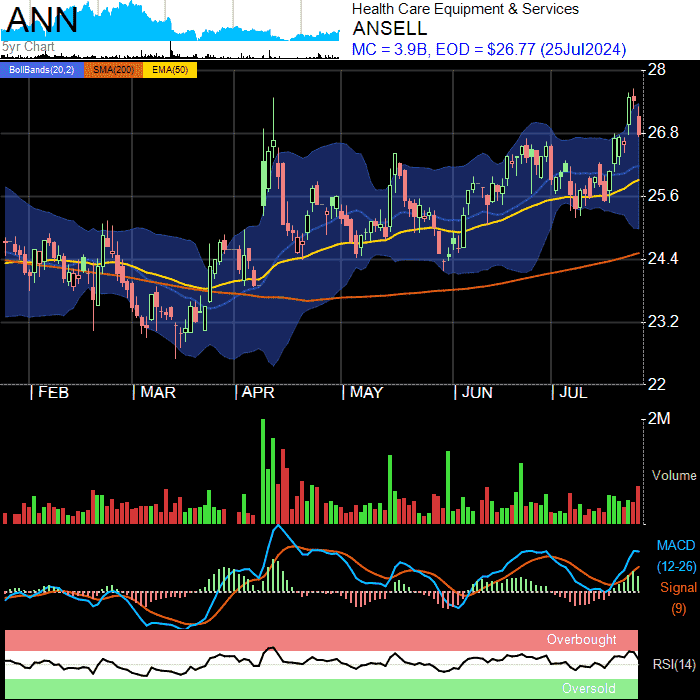 ANN
5yr Chart
Health Care Equipment & Services
ANSELL
MC = 3.9B, EOD = $26.77 (25Jul2024)
BollBands(20,2) SMA(200) EMA(50)
28
26.8
25.6
24.4
23.2
22
FEB MAR APR MAY JUN JUL
2M
Volume
MACD
(12-26)
Signal
(9)
Overbought
RSI(14)
Oversold